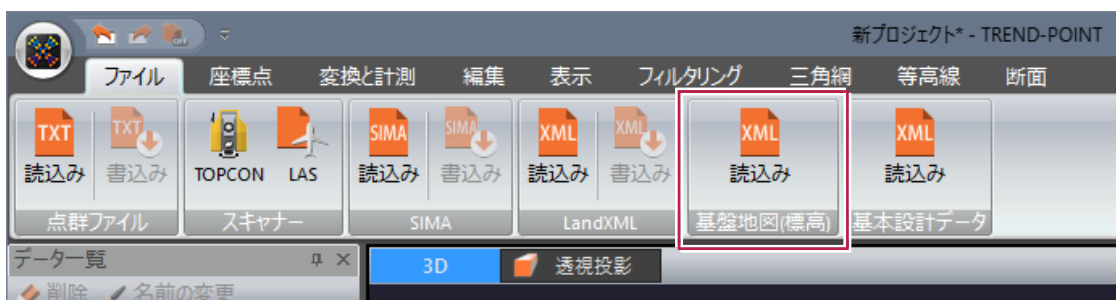 新プロジェクト* - TREND-POINT
ファイル 座標点 変換と計測 編集 表示 フィルタリング 三角網 等高線 断面
TXT TXT SIMA SIMA XML XML XML XML
読込み 書込み TOPCON LAS 読込み 書込み 読込み 書込み 読込み 読込み
点群ファイル スキャナー SIMA LandXML 基盤地図(標高) 基本設計データ
データ一覧 3D 透視投影
削除 名前の変更